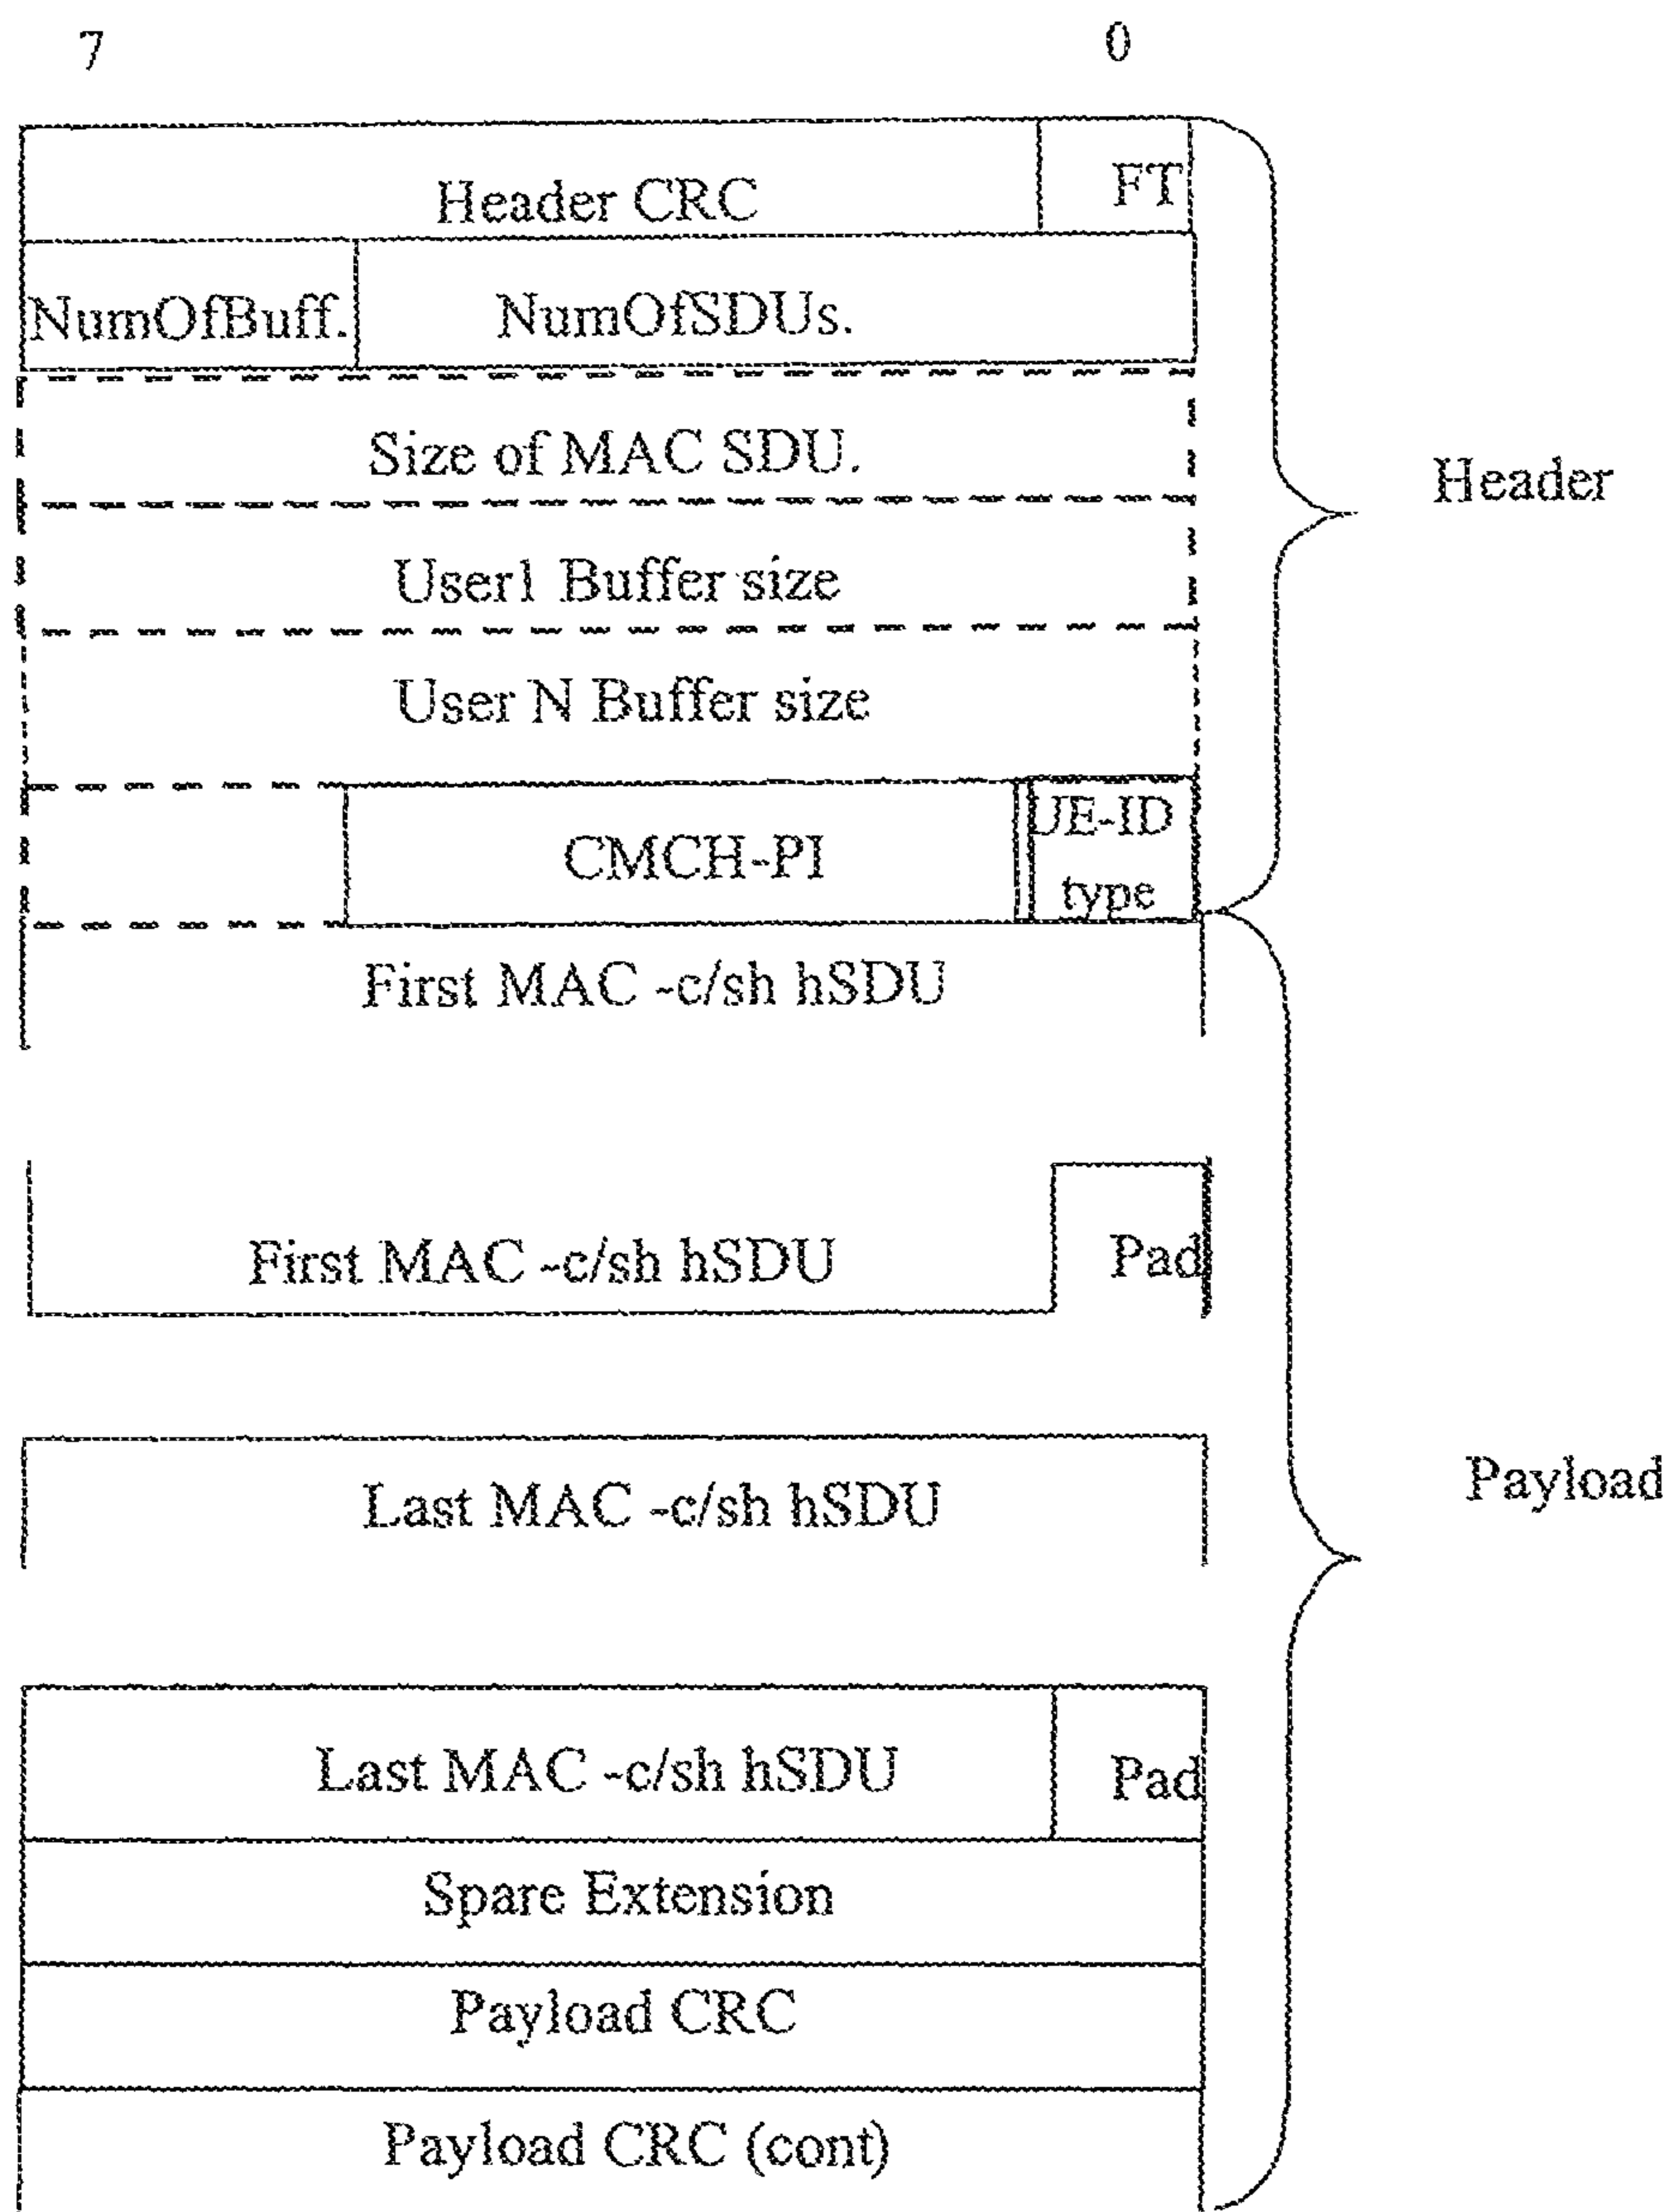 7 0
Header CRC FT
NumOfBuff. NumOfSDUs.
Size of MAC SDU.
Header
User1 Buffer size
User N Buffer size
CMCH-PI UE-ID
type
First MAC -c/sh hSDU
First MAC -c/sh hSDU Pad
Last MAC -c/sh hSDU
Payload
Last MAC -c/sh hSDU Pad
Spare Extension
Payload CRC
Payload CRC (cont)